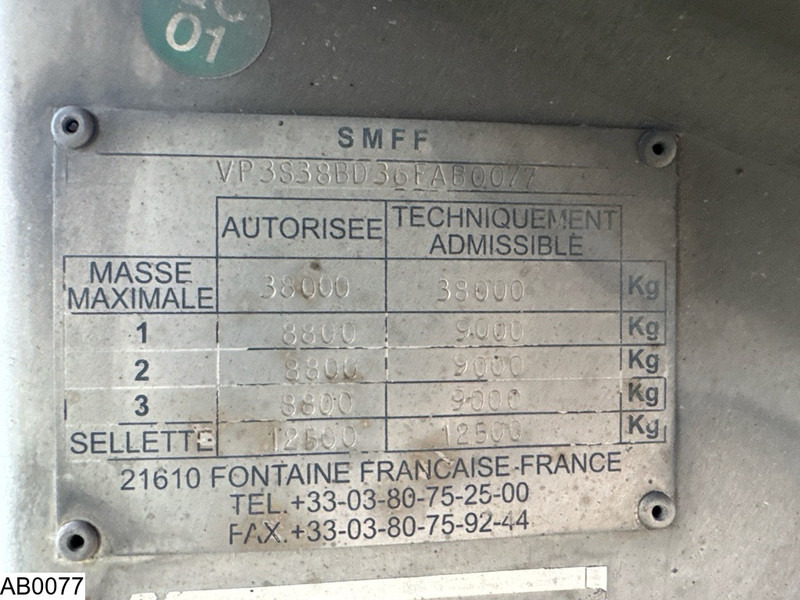 01
SMFF
VP3S38BD36FAB0077
AUTORISEE TECHNIQUEMENT ADMISSIBLE
MASSE MAXIMALE 38000 38000 Kg
1 8800 9000 Kg
2 8800 9000 Kg
3 8800 9000 Kg
SELLETTE 12500 12500 Kg
21610 FONTAINE FRANCAISE-FRANCE
TEL.+33-03-80-75-25-00
FAX.+33-03-80-75-92-44
AB0077